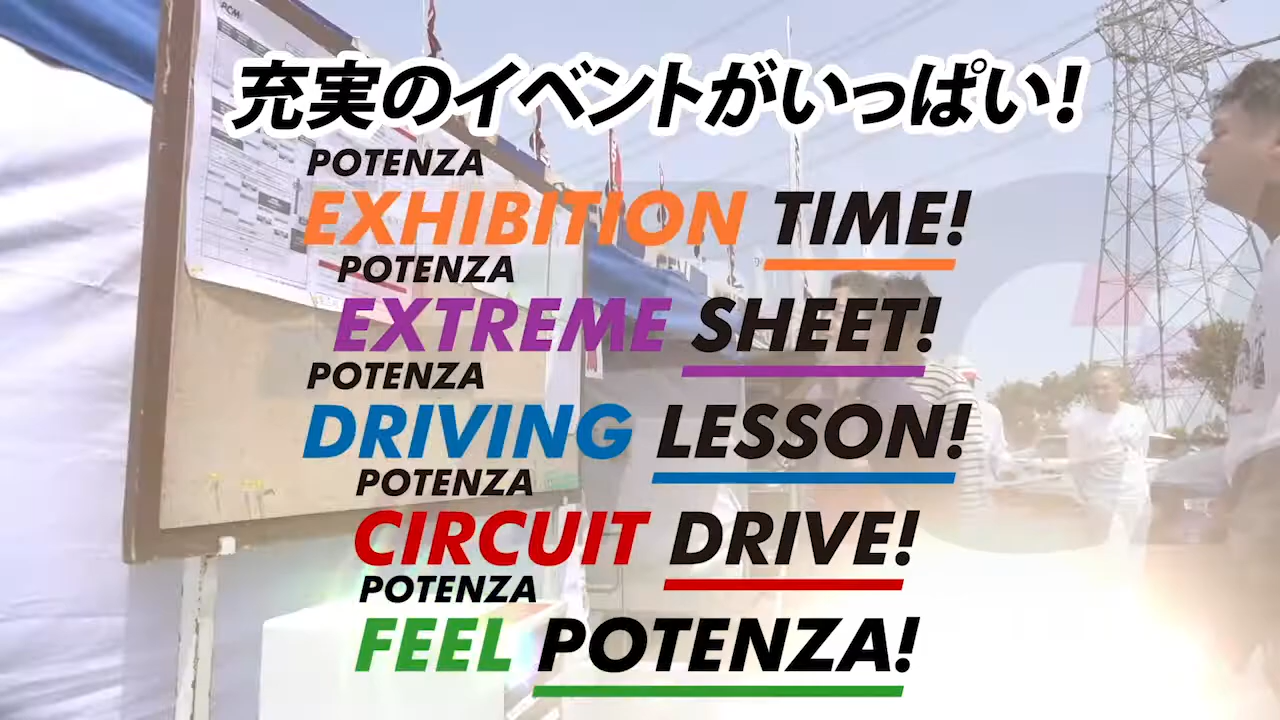 充実のイベントがいっぱい!
POTENZA
EXHIBITION TIME!
POTENZA
EXTREME SHEET!
POTENZA
DRIVING LESSON!
POTENZA
CIRCUIT DRIVE!
POTENZA
FEEL POTENZA!
PCM